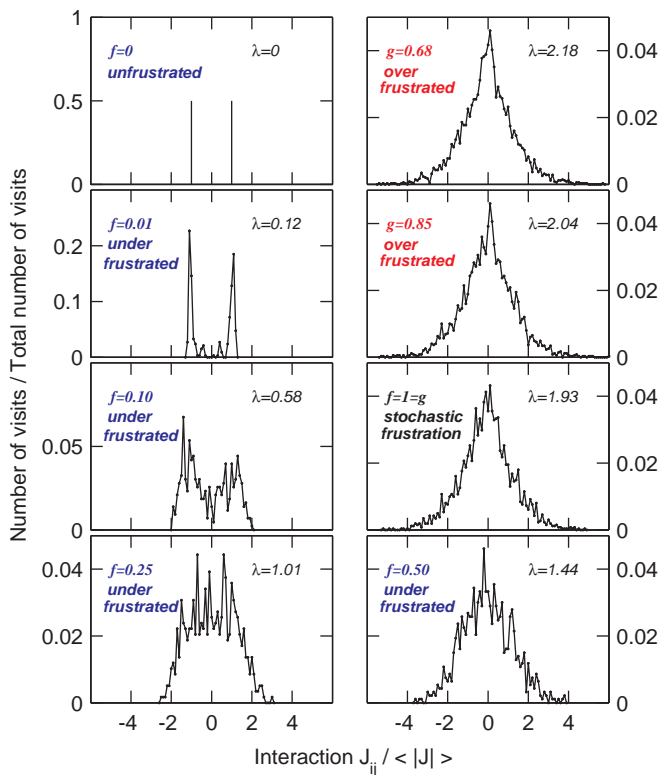 1
0.5
0
f=0
unfrustrated
λ=0
g=0.68
over
frustrated
λ=2.18
0.04
0.02
0
0.2
0.1
0
f=0.01
under
frustrated
λ=0.12
g=0.85
over
frustrated
λ=2.04
0.04
0.02
0
0.05
0
f=0.10
under
frustrated
λ=0.58
f=1=g
stochastic
frustration
λ=1.93
0.04
0.02
0
0.04
0.02
0
f=0.25
under
frustrated
λ=1.01
f=0.50
under
frustrated
λ=1.44
0.04
0.02
0
-4 -2 0 2 4
-4 -2 0 2 4
Number of visits / Total number of visits
Interaction J_ij / < |J| >